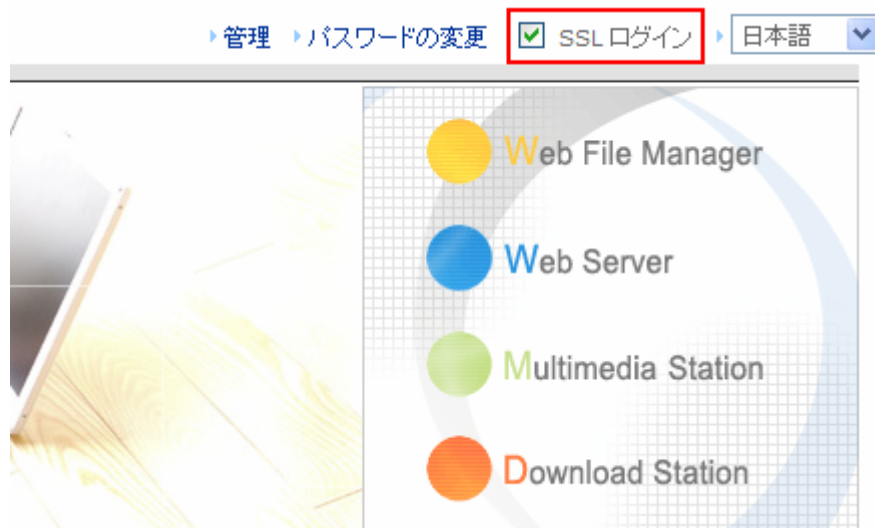 管理 パスワードの変更 SSL ログイン 日本語
Web File Manager
Web Server
Multimedia Station
Download Station